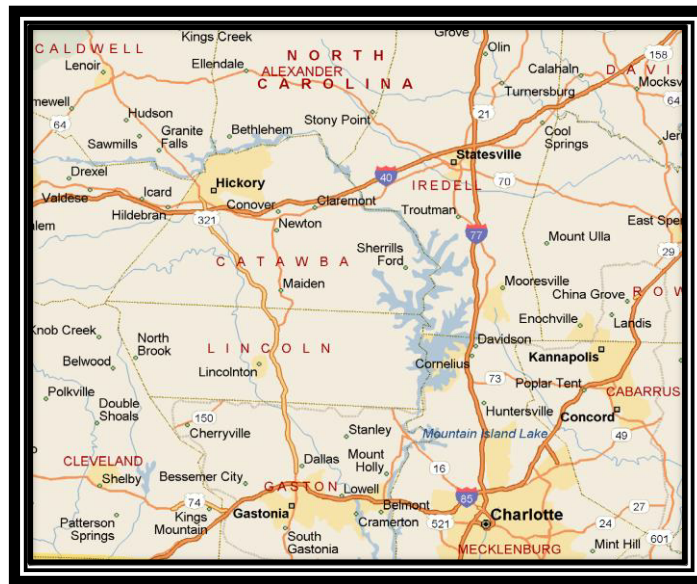 Kings Creek
NORTH
Grove
Olin
158
CALDWELL
Lenoir
Ellendale
ALEXANDER
CAROLINA
Calahaln
DAVI
Turnersburg
Mocksv
mewell
Hudson
21
64
64
Stony Point
Cool
Springs
Sawmills
Granite
Falls
Bethlehem
Statesville
Drexel
Hickory
40
IREDELL
70
Valdese
Icard
Conover
Claremont
Troutman
Hildebran
321
Newton
East Spe
77
Mount Ulla
29
CATAWBA
Sherrills
Ford
Maiden
Mooresville
China Grove
ROW
Enochville
Landis
Knob Creek
North
Brook
LINCOLN
Davidson
Kannapolis
Belwood
Lincolnton
Cornelius
73
Poplar Tent
CABARRUS
Polkville
Double
Shoals
Huntersville
Concord
150
Cherryville
Stanley
Mountain Island Lake
49
CLEVELAND
Dallas
Mount
Holly
16
Shelby
Bessemer City
GASTON
Lowell
85
74
Gastonia
Belmont
Charlotte
27
Patterson
Springs
Kings
Mountain
Cramerton
521
24
South
Gastonia
MECKLENBURG
Mint Hill
601